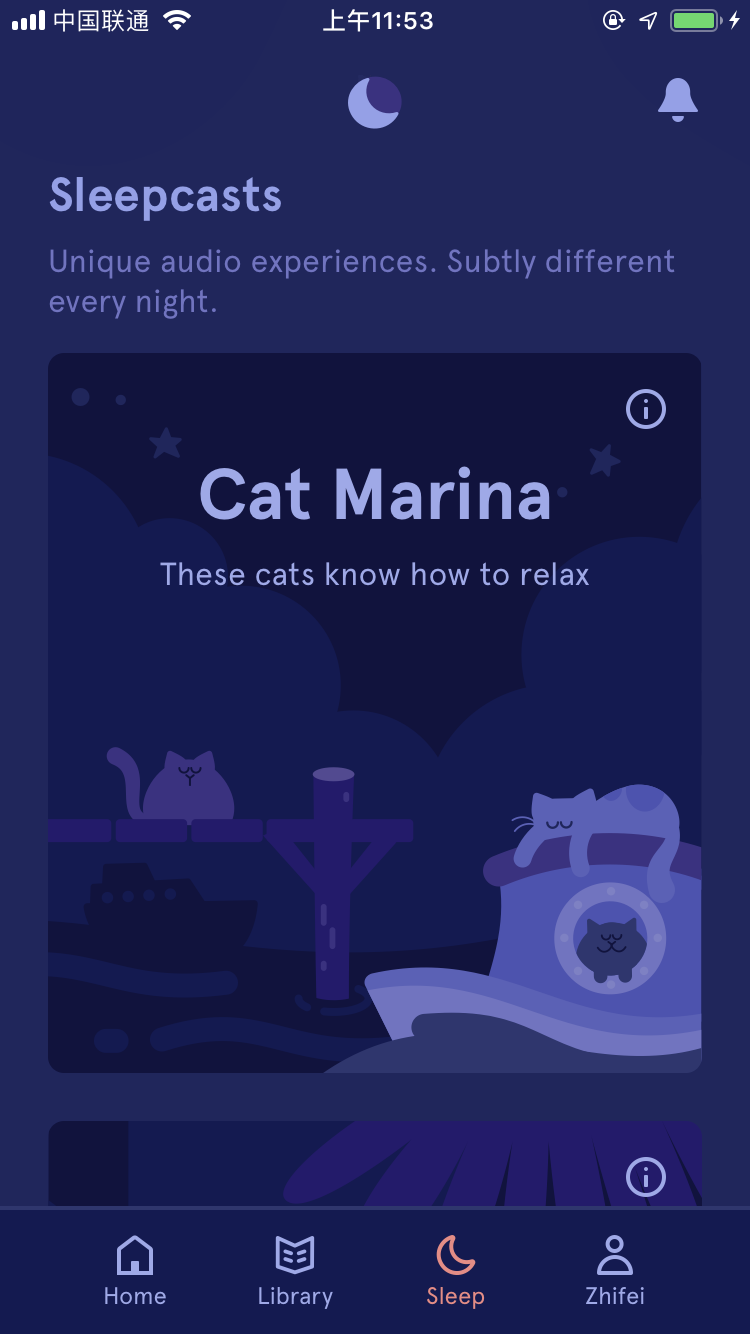 中国联通
上午11:53
Sleepcasts
Unique audio experiences. Subtly different
every night.
Cat Marina
These cats know how to relax
Home
Library
Sleep
Zhifei